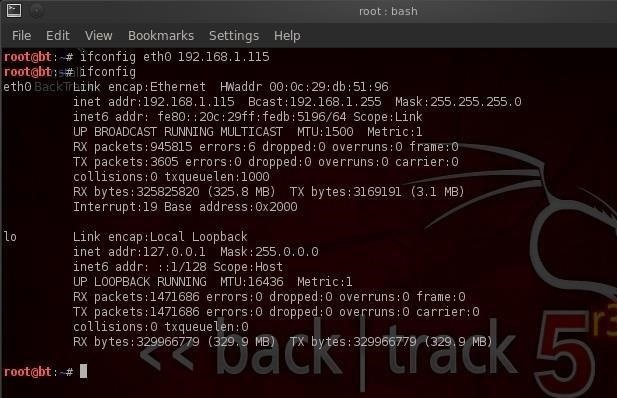 root : bash
File Edit View Bookmarks Settings Help
root@bt:~# ifconfig eth0 192.168.1.115
root@bt:~# ifconfig
eth0 Link encap:Ethernet HWaddr 00:0c:29:db:51:96
BackTrack
inet addr:192.168.1.115 Bcast:192.168.1.255 Mask:255.255.255.0
inet6 addr: fe80::20c:29ff:fedb:5196/64 Scope:Link
UP BROADCAST RUNNING MULTICAST MTU:1500 Metric:1
RX packets:945815 errors:6 dropped:0 overruns:0 frame:0
TX packets:3605 errors:0 dropped:0 overruns:0 carrier:0
collisions:0 txqueuelen:1000
RX bytes:325825820 (325.8 MB) TX bytes:3169191 (3.1 MB)
Interrupt:19 Base address:0x2000
lo Link encap:Local Loopback
inet addr:127.0.0.1 Mask:255.0.0.0
inet6 addr: ::1/128 Scope:Host
UP LOOPBACK RUNNING MTU:16436 Metric:1
RX packets:1471686 errors:0 dropped:0 overruns:0 frame:0
TX packets:1471686 errors:0 dropped:0 overruns:0 carrier:0
collisions:0 txqueuelen:0
RX bytes:329966779 (329.9 MB) TX bytes:329966779 (329.9 MB)
<< back | track 5 r3
root@bt:~#